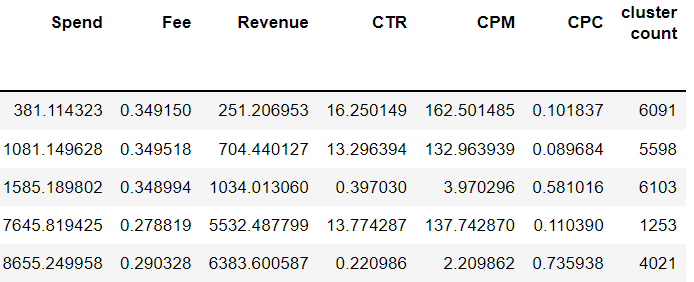 Spend Fee Revenue CTR CPM CPC cluster count
381.114323 0.349150 251.206953 16.250149 162.501485 0.101837 6091
1081.149628 0.349518 704.440127 13.296394 132.963939 0.089684 5598
1585.189802 0.348994 1034.013060 0.397030 3.970296 0.581016 6103
7645.819425 0.278819 5532.487799 13.774287 137.742870 0.110390 1253
8655.249958 0.290328 6383.600587 0.220986 2.209862 0.735938 4021